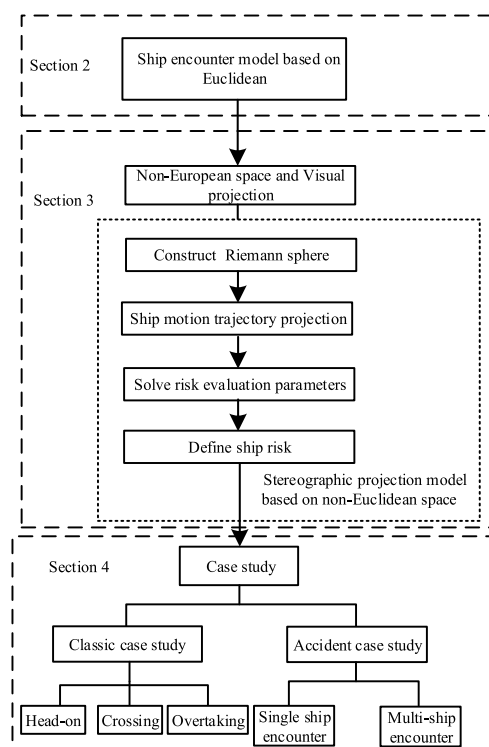 Section 2
Ship encounter model based on
Euclidean
Section 3
Non-European space and Visual
projection
Construct Riemann sphere
Ship motion trajectory projection
Solve risk evaluation parameters
Define ship risk
Stereographic projection model
based on non-Euclidean space
Section 4
Case study
Classic case study
Accident case study
Head-on
Crossing
Overtaking
Single ship
encounter
Multi-ship
encounter